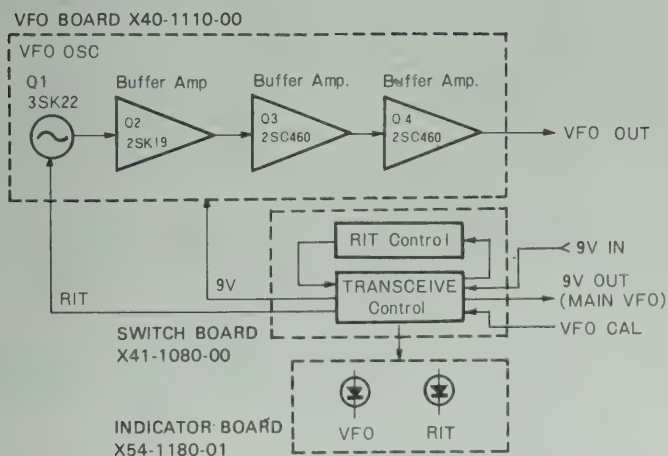 VFO BOARD X40-1110-00
VFO OSC
Q1
3SK22
Buffer Amp
Q2
2SK19
Buffer Amp.
Q3
2SC460
Buffer Amp.
Q4
2SC460
VFO OUT
RIT Control
TRANSCEIVE
Control
9V IN
9V OUT
(MAIN VFO)
VFO CAL
RIT
9V
SWITCH BOARD
X41-1080-00
INDICATOR BOARD
X54-1180-01
VFO
RIT